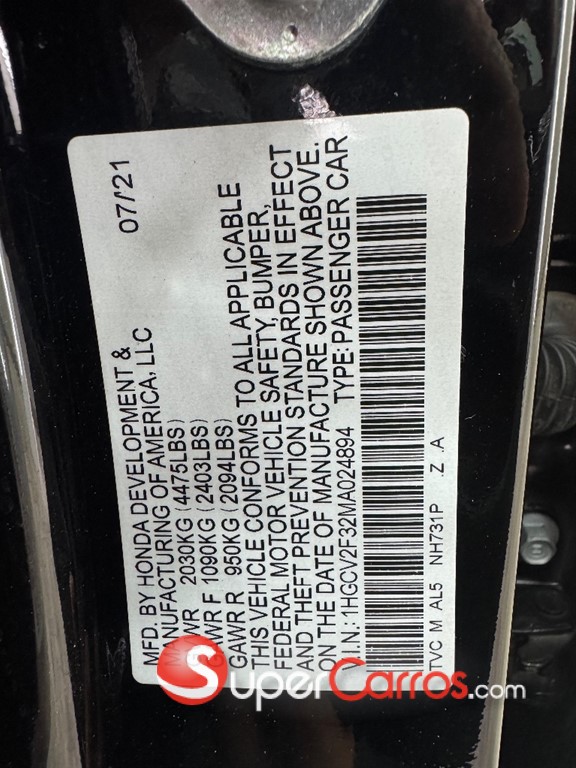 MFD. BY HONDA DEVELOPMENT & 07/21
MANUFACTURING OF AMERICA, LLC
2030KG (4475LBS)
F 1090KG (2403LBS)
GAWR R 950KG (2094LBS)
THIS VEHICLE CONFORMS TO ALL APPLICABLE
FEDERAL MOTOR VEHICLE SAFETY, BUMPER,
AND THEFT PREVENTION STANDARDS IN EFFECT
ON THE DATE OF MANUFACTURE SHOWN ABOVE.
V.I.N.: 1HGCV2F32MA024894 TYPE: PASSENGER CAR
TVC M AL5 NH731P .Z .A
SuperCarros.com